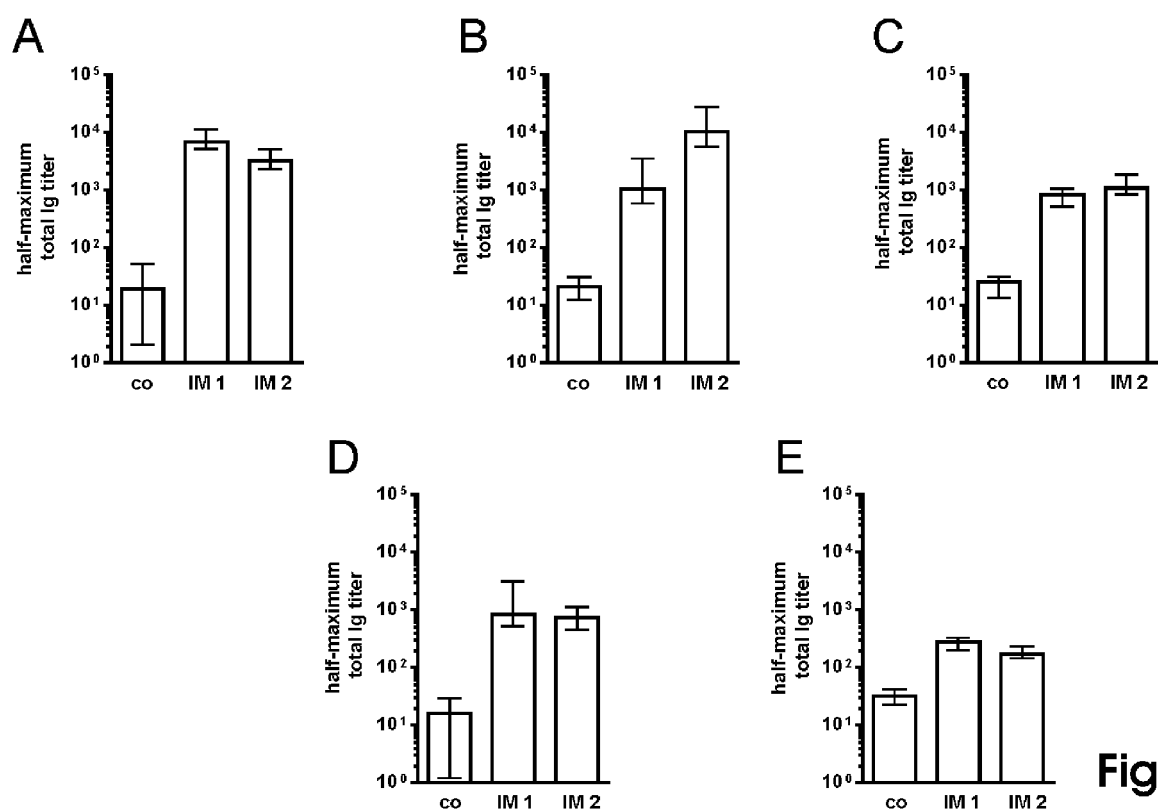 A
half-maximum
total Ig titer
10⁵
10⁴
10³
10²
10¹
10⁰
co IM 1 IM 2
B
half-maximum
total Ig titer
10⁵
10⁴
10³
10²
10¹
10⁰
co IM 1 IM 2
C
half-maximum
total Ig titer
10⁵
10⁴
10³
10²
10¹
10⁰
co IM 1 IM 2
D
half-maximum
total Ig titer
10⁵
10⁴
10³
10²
10¹
10⁰
co IM 1 IM 2
E
half-maximum
total Ig titer
10⁵
10⁴
10³
10²
10¹
10⁰
co IM 1 IM 2
Fig